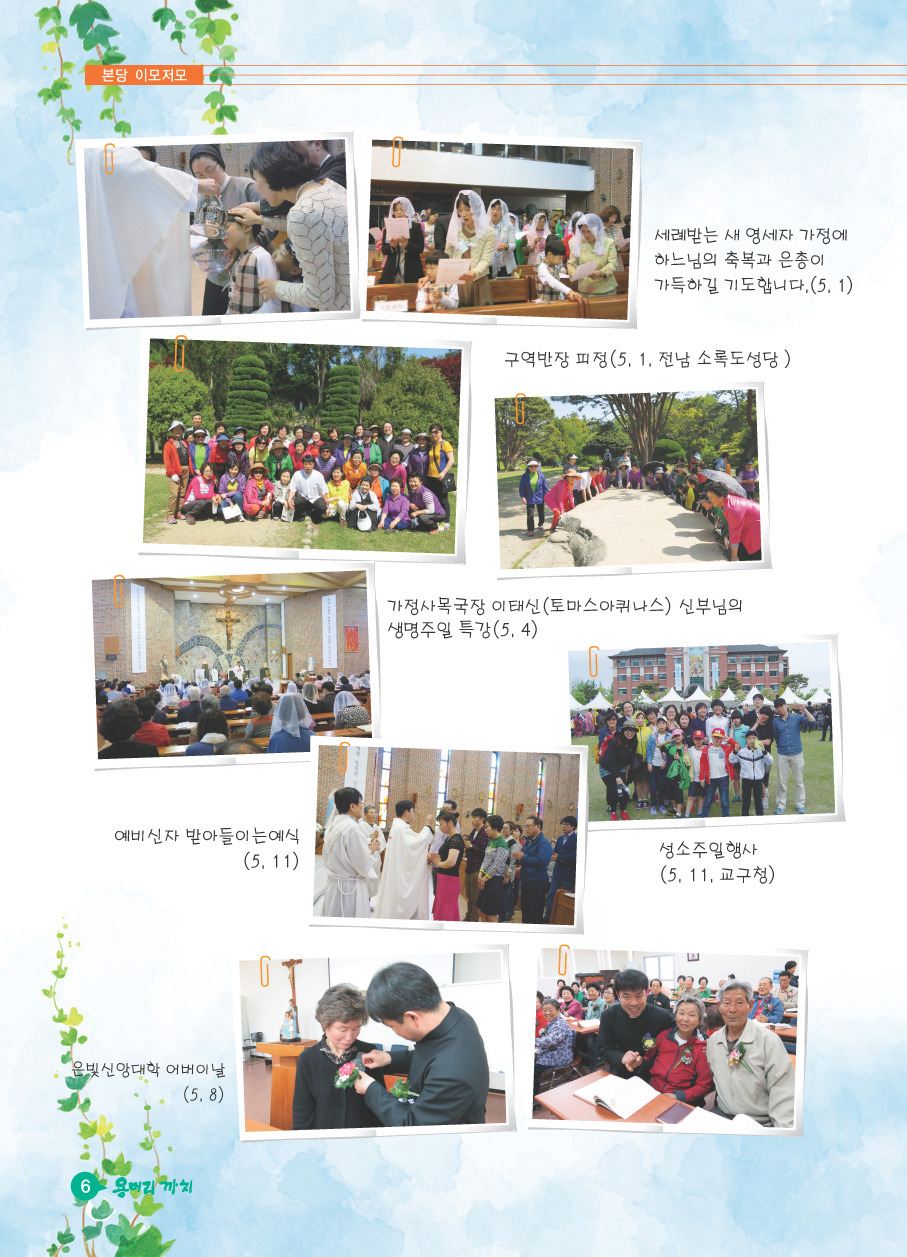 본당 이모저모
세례받는 새 영세자 가정에
하느님의 축복과 은총이
가득하길 기도합니다.(5, 1)
구역반장 피정(5, 1, 전남 소록도성당 )
가정사목국장 이태신(토마스아퀴나스) 신부님의
생명주일 특강(5, 4)
예비신자 받아들이는예식
(5, 11)
성소주일행사
(5, 11, 교구청)
은빛신앙대학 어버이날
(5, 8)
6 용머리 까치